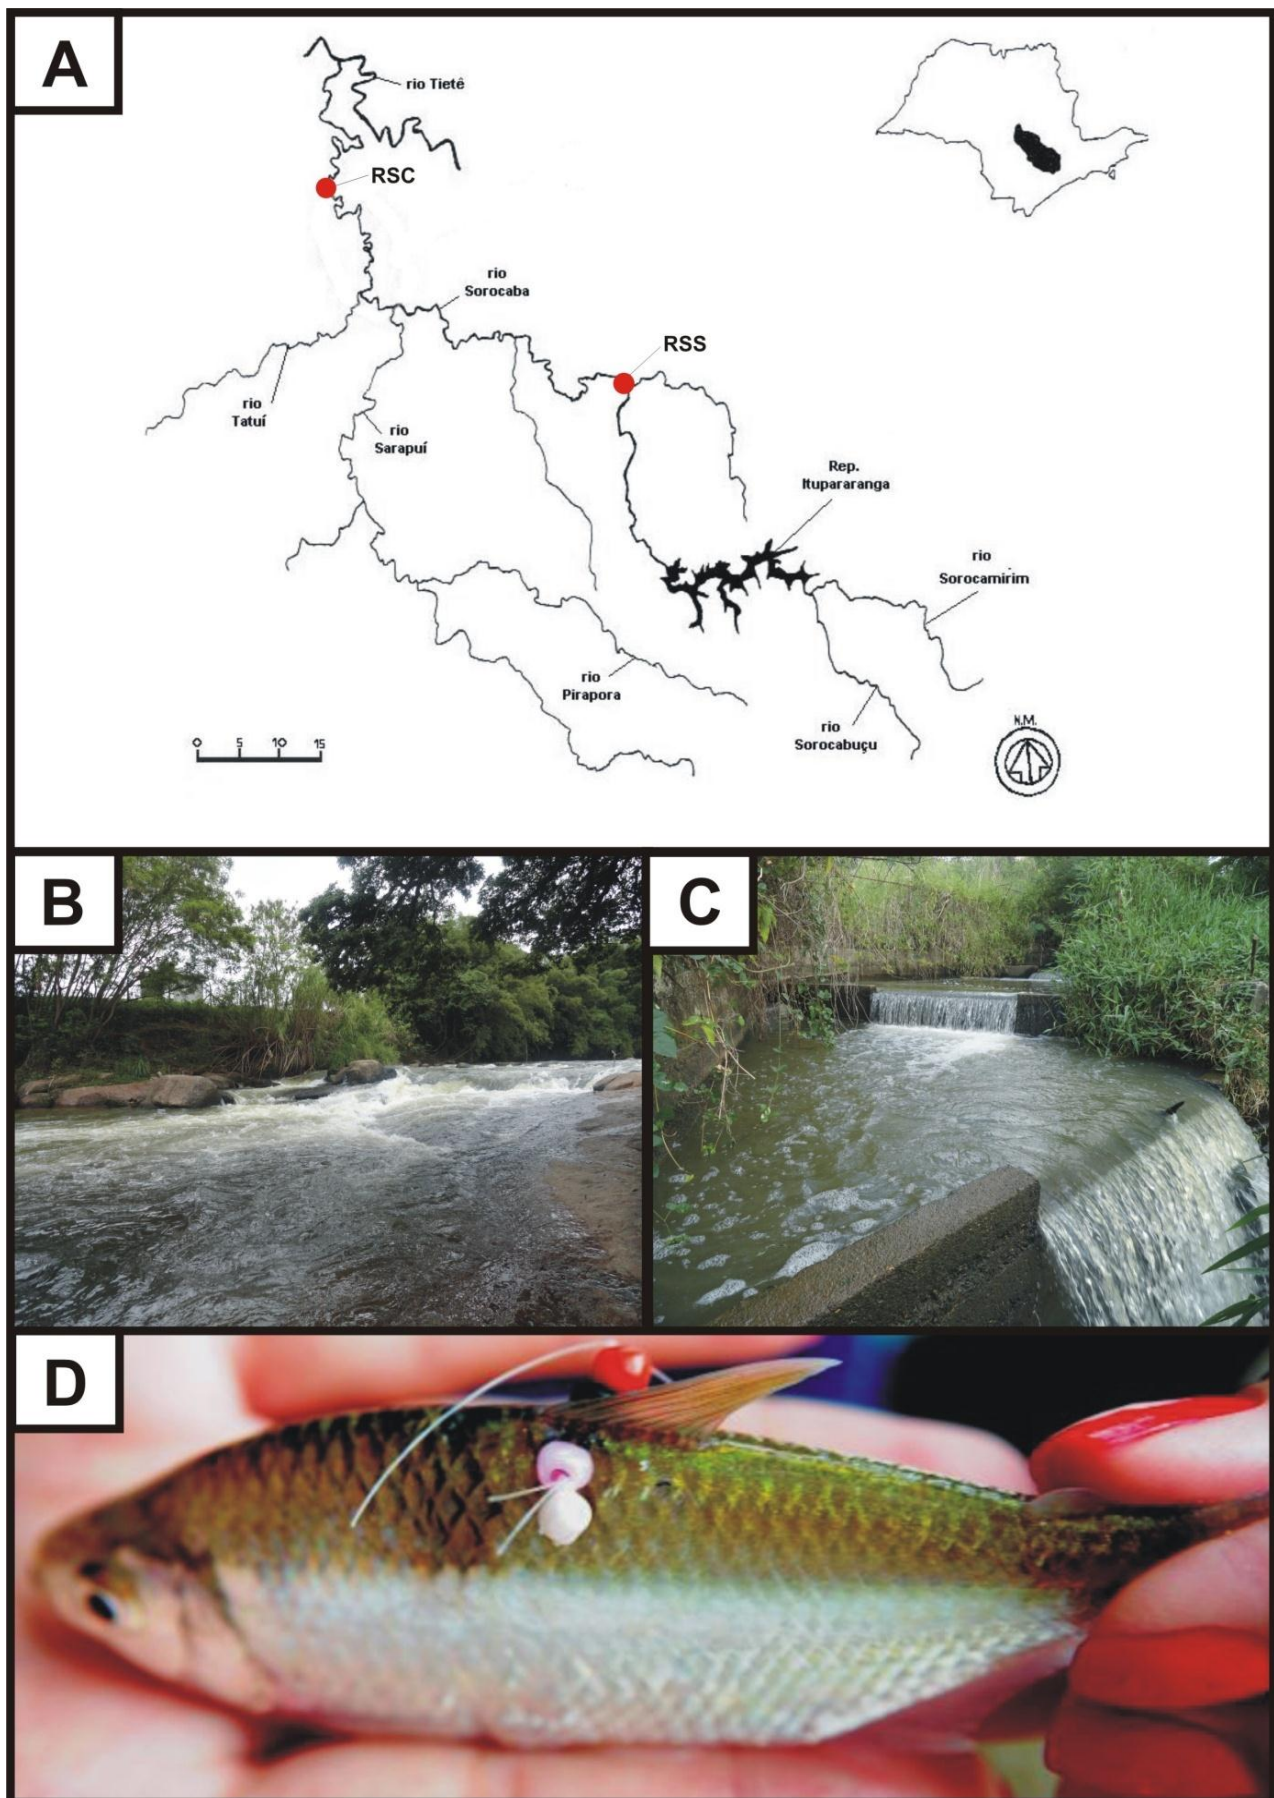 A
rio Tietê
RSC
rio
Sorocaba
RSS
rio
Tatuí
rio
Sarapuí
Rep.
Itupararanga
rio
Sorocamirim
rio
Pirapora
rio
Sorocabuçu
N.M.
0 5 10 15
B
C
D